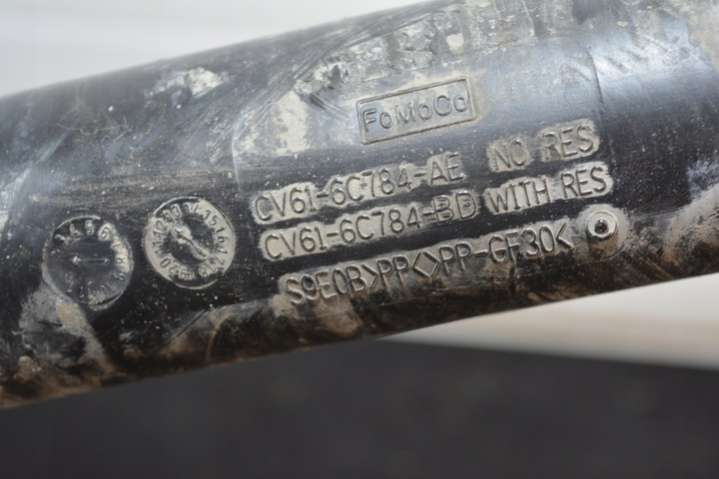 FoMoCo
CV61-6C784-AE NO RES
CV61-6C784-BD WITH RES
S9E0B>PP<>PP-GF30<